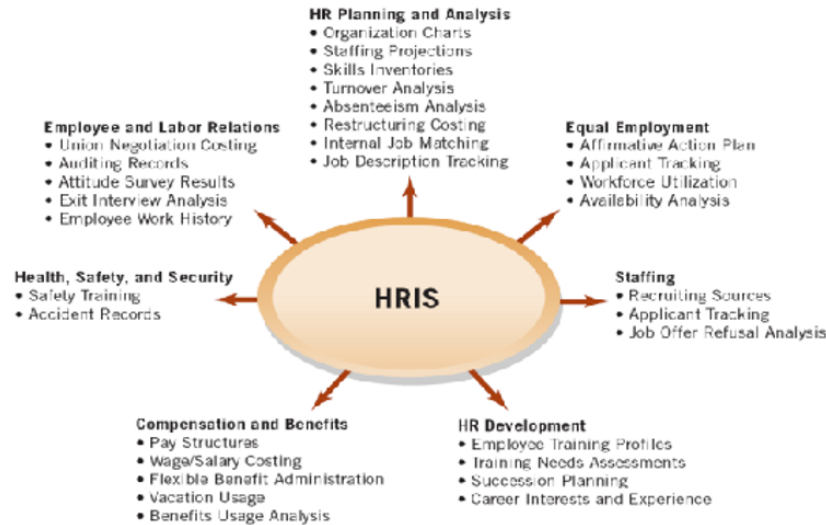 HR Planning and Analysis
• Organization Charts
• Staffing Projections
• Skills Inventories
• Turnover Analysis
• Absenteeism Analysis
• Restructuring Costing
• Internal Job Matching
• Job Description Tracking
Employee and Labor Relations
• Union Negotiation Costing
• Auditing Records
• Attitude Survey Results
• Exit Interview Analysis
• Employee Work History
Equal Employment
• Affirmative Action Plan
• Applicant Tracking
• Workforce Utilization
• Availability Analysis
Health, Safety, and Security
• Safety Training
• Accident Records
HRIS
Staffing
• Recruiting Sources
• Applicant Tracking
• Job Offer Refusal Analysis
Compensation and Benefits
• Pay Structures
• Wage/Salary Costing
• Flexible Benefit Administration
• Vacation Usage
• Benefits Usage Analysis
HR Development
• Employee Training Profiles
• Training Needs Assessments
• Succession Planning
• Career Interests and Experience